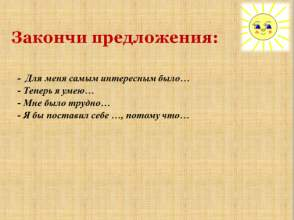 Закончи предложения:
- Для меня самым интересным было…
- Теперь я умею…
- Мне было трудно…
- Я бы поставил себе …, потому что…